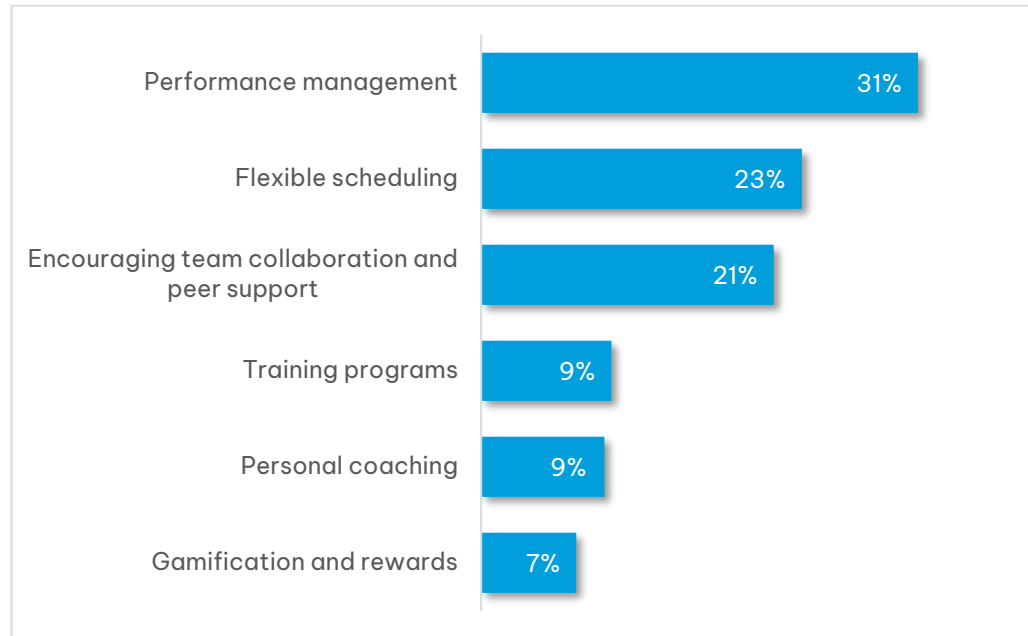 Performance management
31%
Flexible scheduling
23%
Encouraging team collaboration and
peer support
21%
Training programs
9%
Personal coaching
9%
Gamification and rewards
7%